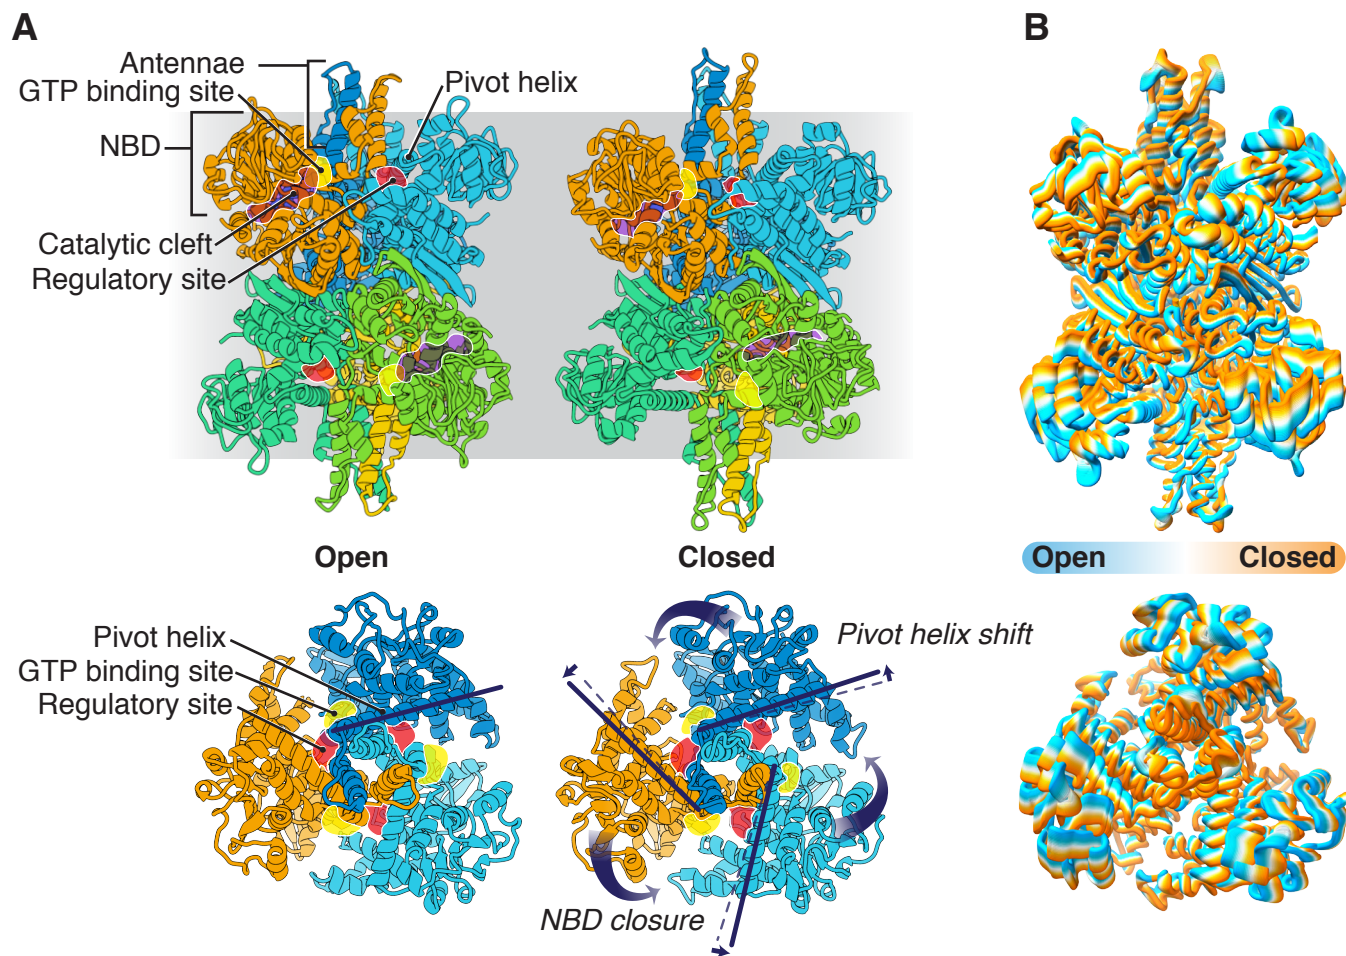 A
B
Antennae
GTP binding site
Pivot helix
NBD
Catalytic cleft
Regulatory site
Open
Closed
Open
Closed
Pivot helix
GTP binding site
Regulatory site
Pivot helix shift
NBD closure